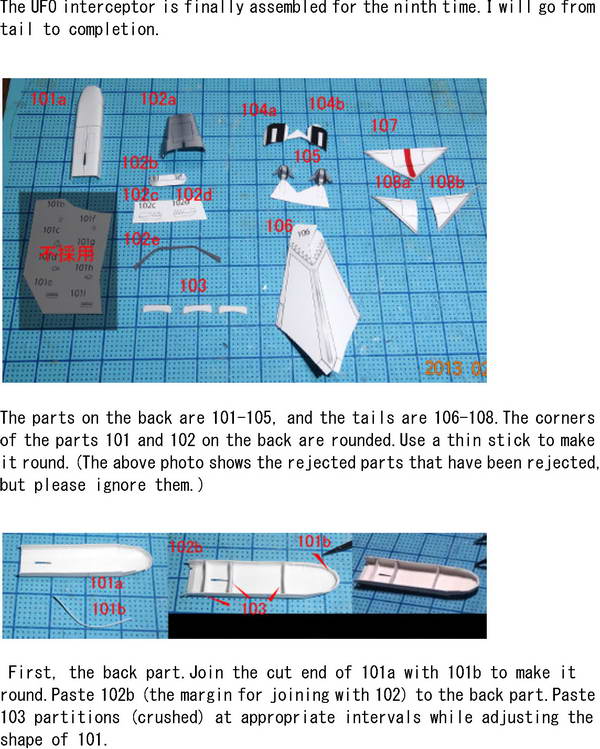 The UFO interceptor is finally assembled for the ninth time.I will go from
tail to completion.
101a
102a
104a
104b
107
105
102b
102c
102d
108a
108b
102c
101b
101f
106
106
101c
101g
不採用
102e
101h
101e
101i
103
2013 02
The parts on the back are 101-105, and the tails are 106-108.The corners
of the parts 101 and 102 on the back are rounded.Use a thin stick to make
it round.(The above photo shows the rejected parts that have been rejected,
but please ignore them.)
102b
101b
101a
101b
103
First, the back part.Join the cut end of 101a with 101b to make it
round.Paste 102b (the margin for joining with 102) to the back part.Paste
103 partitions (crushed) at appropriate intervals while adjusting the
shape of 101.